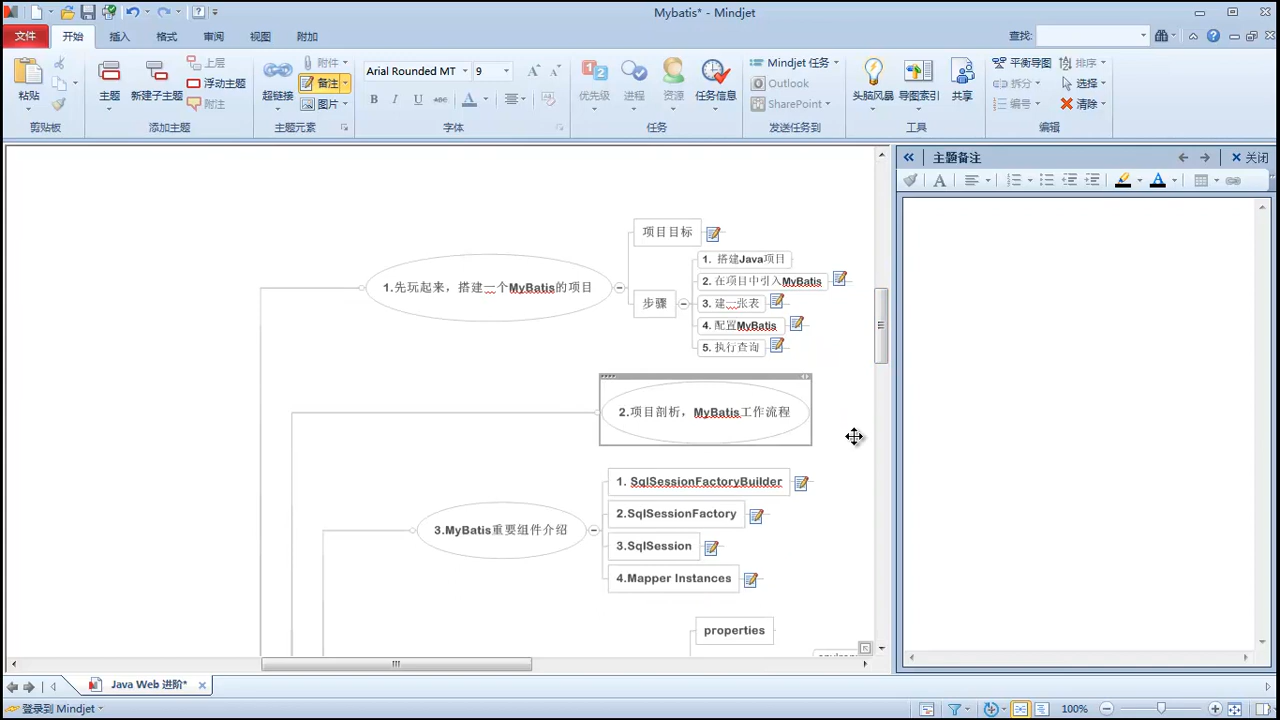 Mybatis* - Mindjet
文件
开始
插入
格式
审阅
视图
附加
查找:
粘贴
剪贴板
主题
新建子主题
上层
浮动主题
附注
添加主题
超链接
附件
备注
图片
主题元素
Arial Rounded MT
9
B I U abc A
字体
优先级
进程
资源
任务信息
任务
Mindjet 任务
Outlook
SharePoint
发送任务到
头脑风暴
导图索引
共享
工具
平衡导图
拆分
编号
排序
选择
清除
编辑
1.先玩起来，搭建一个MyBatis的项目
项目目标
步骤
1. 搭建Java项目
2. 在项目中引入MyBatis
3. 建一张表
4. 配置MyBatis
5. 执行查询
2.项目剖析，MyBatis工作流程
3.MyBatis重要组件介绍
1. SqlSessionFactoryBuilder
2.SqlSessionFactory
3.SqlSession
4.Mapper Instances
properties
主题备注
关闭
Java Web 进阶*
登录到 Mindjet
100%